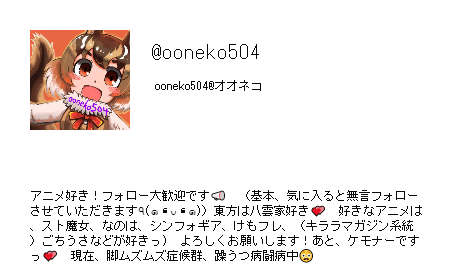 @ooneko504
ooneko504@オオネコ
ooneko504
アニメ好き！フォロー大歓迎です📢　（基本、気に入ると無言フォロー
させていただきます٩(๑❛ᴗ❛๑)）東方は八雲家好き💕　好きなアニメは
、スト魔女、なのは、シンフォギア、けもフレ、（キララマガジン系統
）ごちうさなどが好きっ）　よろしくお願いします！あと、ケモナーです
っ💕　現在、脚ムズムズ症候群、躁うつ病闘病中😥